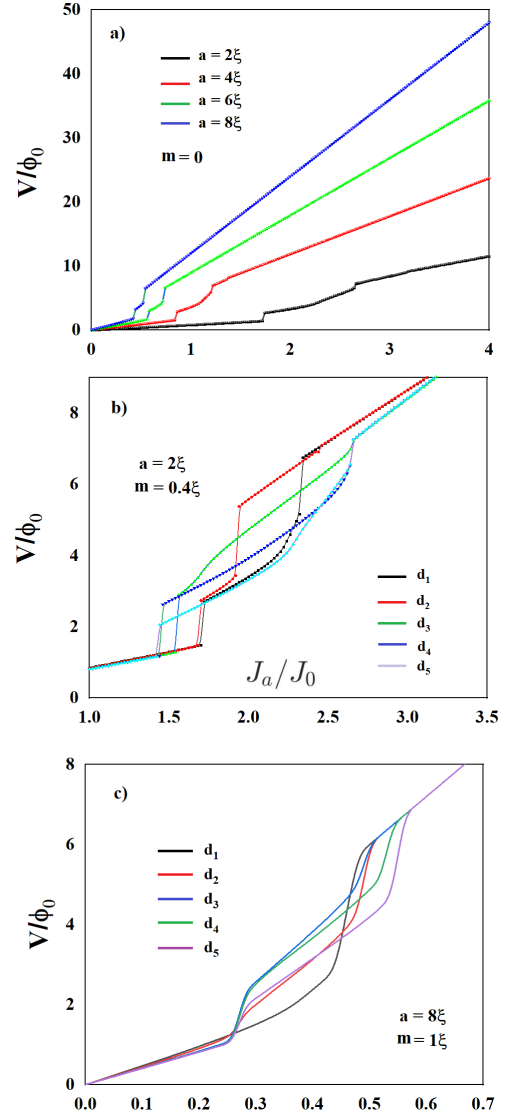 50
a)
40
a = 2ξ
a = 4ξ
30
a = 6ξ
a = 8ξ
V/ϕ₀
20
m = 0
10
0
0 1 2 3 4
b)
8
a = 2ξ
m = 0.4ξ
6
V/ϕ₀
4
d₁
d₂
2
d₃
d₄
Jₐ/J₀
d₅
0
1.0 1.5 2.0 2.5 3.0 3.5
8
c)
6
d₁
d₂
V/ϕ₀
4
d₃
d₄
d₅
2
a = 8ξ
m = 1ξ
0
0.0 0.1 0.2 0.3 0.4 0.5 0.6 0.7